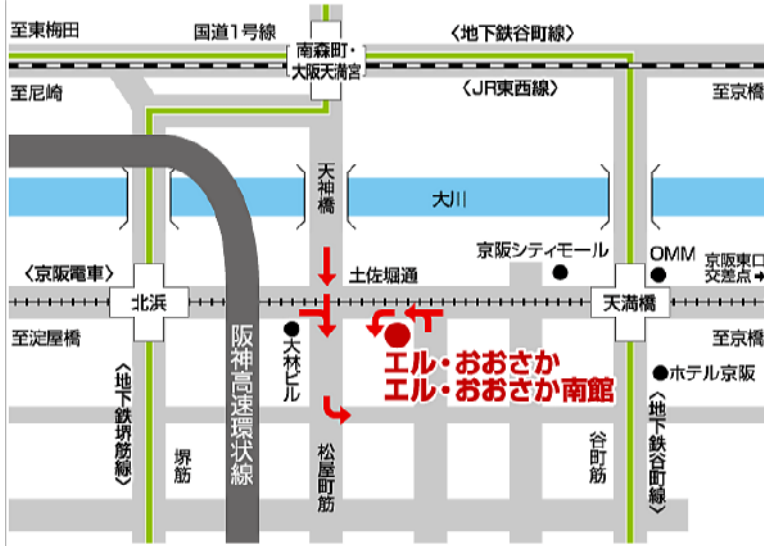 至東梅田
国道1号線
南森町・
大阪天満宮
〈地下鉄谷町線〉
至尼崎
〈JR東西線〉
至京橋
天神橋
大川
〈京阪電車〉
北浜
土佐堀通
京阪シティモール
OMM
京阪東口
交差点→
天満橋
至淀屋橋
大林ビル
エル・おおさか
エル・おおさか南館
至京橋
ホテル京阪
阪神高速環状線
〈地下鉄堺筋線〉
堺筋
松屋町筋
谷町筋
〈地下鉄谷町線〉